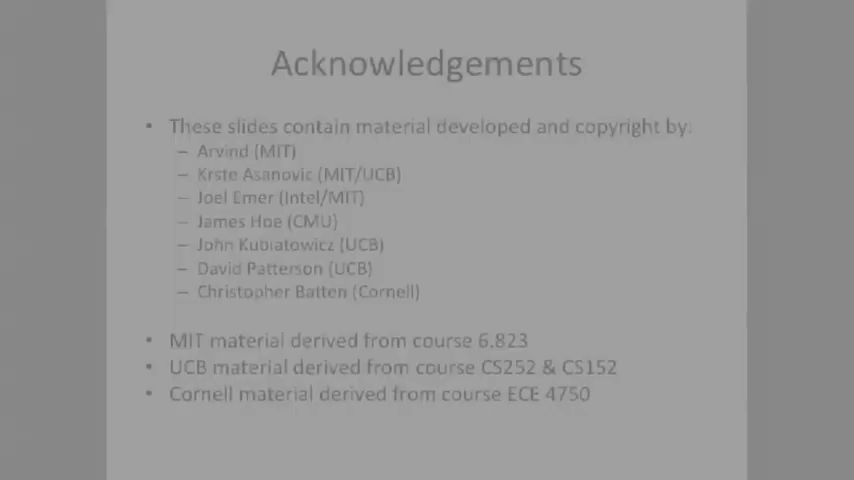 Acknowledgements
• These slides contain material developed and copyright by:
– Arvind (MIT)
– Krste Asanovic (MIT/UCB)
– Joel Emer (Intel/MIT)
– James Hoe (CMU)
– John Kubiatowicz (UCB)
– David Patterson (UCB)
– Christopher Batten (Cornell)
• MIT material derived from course 6.823
• UCB material derived from course CS252 & CS152
• Cornell material derived from course ECE 4750